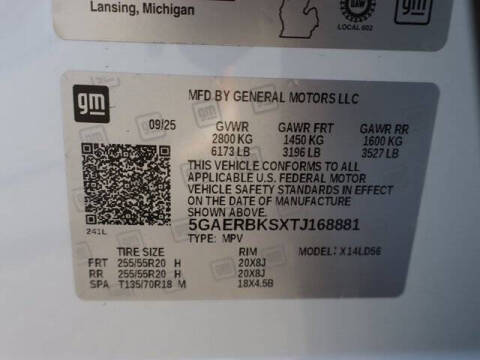 Lansing, Michigan
UAW
LOCAL 602
gm
gm
MFD BY GENERAL MOTORS LLC
09/25 GVWR GAWR FRT GAWR RR
2800 KG 1450 KG 1600 KG
6173 LB 3196 LB 3527 LB
THIS VEHICLE CONFORMS TO ALL
APPLICABLE U.S. FEDERAL MOTOR
VEHICLE SAFETY STANDARDS IN EFFECT
ON THE DATE OF MANUFACTURE
SHOWN ABOVE.
5GAERBKSXTJ168881
241L TYPE: MPV
TIRE SIZE RIM MODEL: X14LD56
FRT 255/55R20 H 20X8J
RR 255/55R20 H 20X8J
SPA T135/70R18 M 18X4.5B